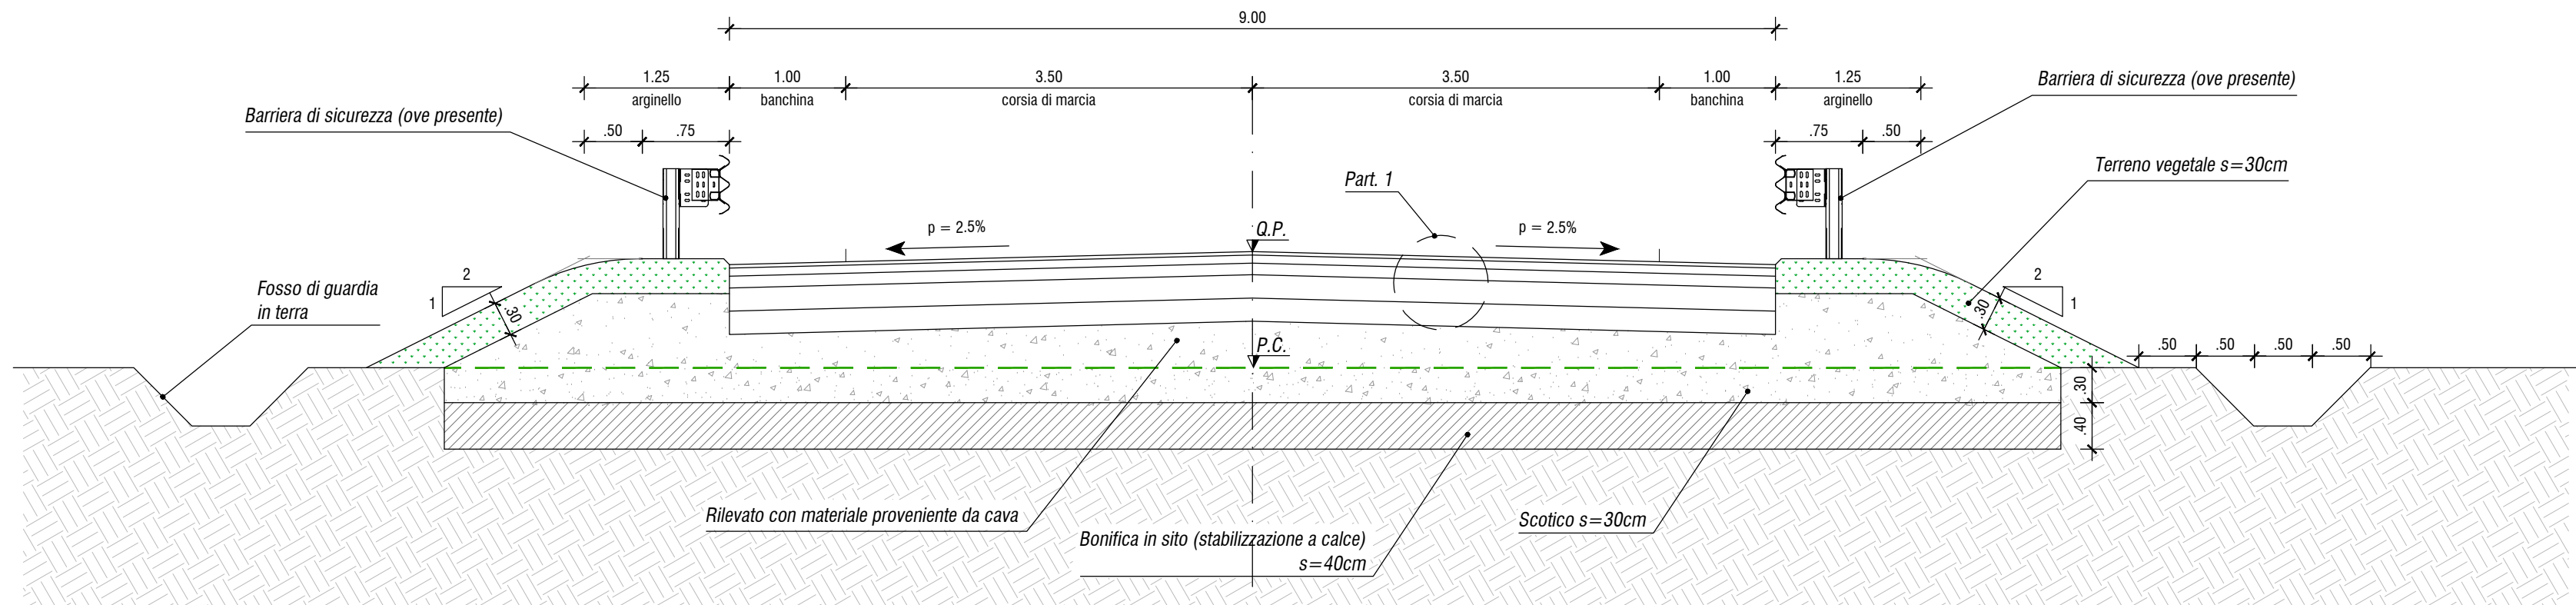 9.00
1.25 1.00 3.50 3.50 1.00 1.25
arginello banchina corsia di marcia corsia di marcia banchina arginello
Barriera di sicurezza (ove presente)
Barriera di sicurezza (ove presente)
.50 .75 .75 .50
Terreno vegetale s=30cm
Part. 1
p = 2.5%
p = 2.5%
Q.P.
Fosso di guardia
in terra
2
1
.30
2
1
.30
P.C.
.50 .50 .50 .50
.30
.40
Rilevato con materiale proveniente da cava
Bonifica in sito (stabilizzazione a calce)
s=40cm
Scotico s=30cm